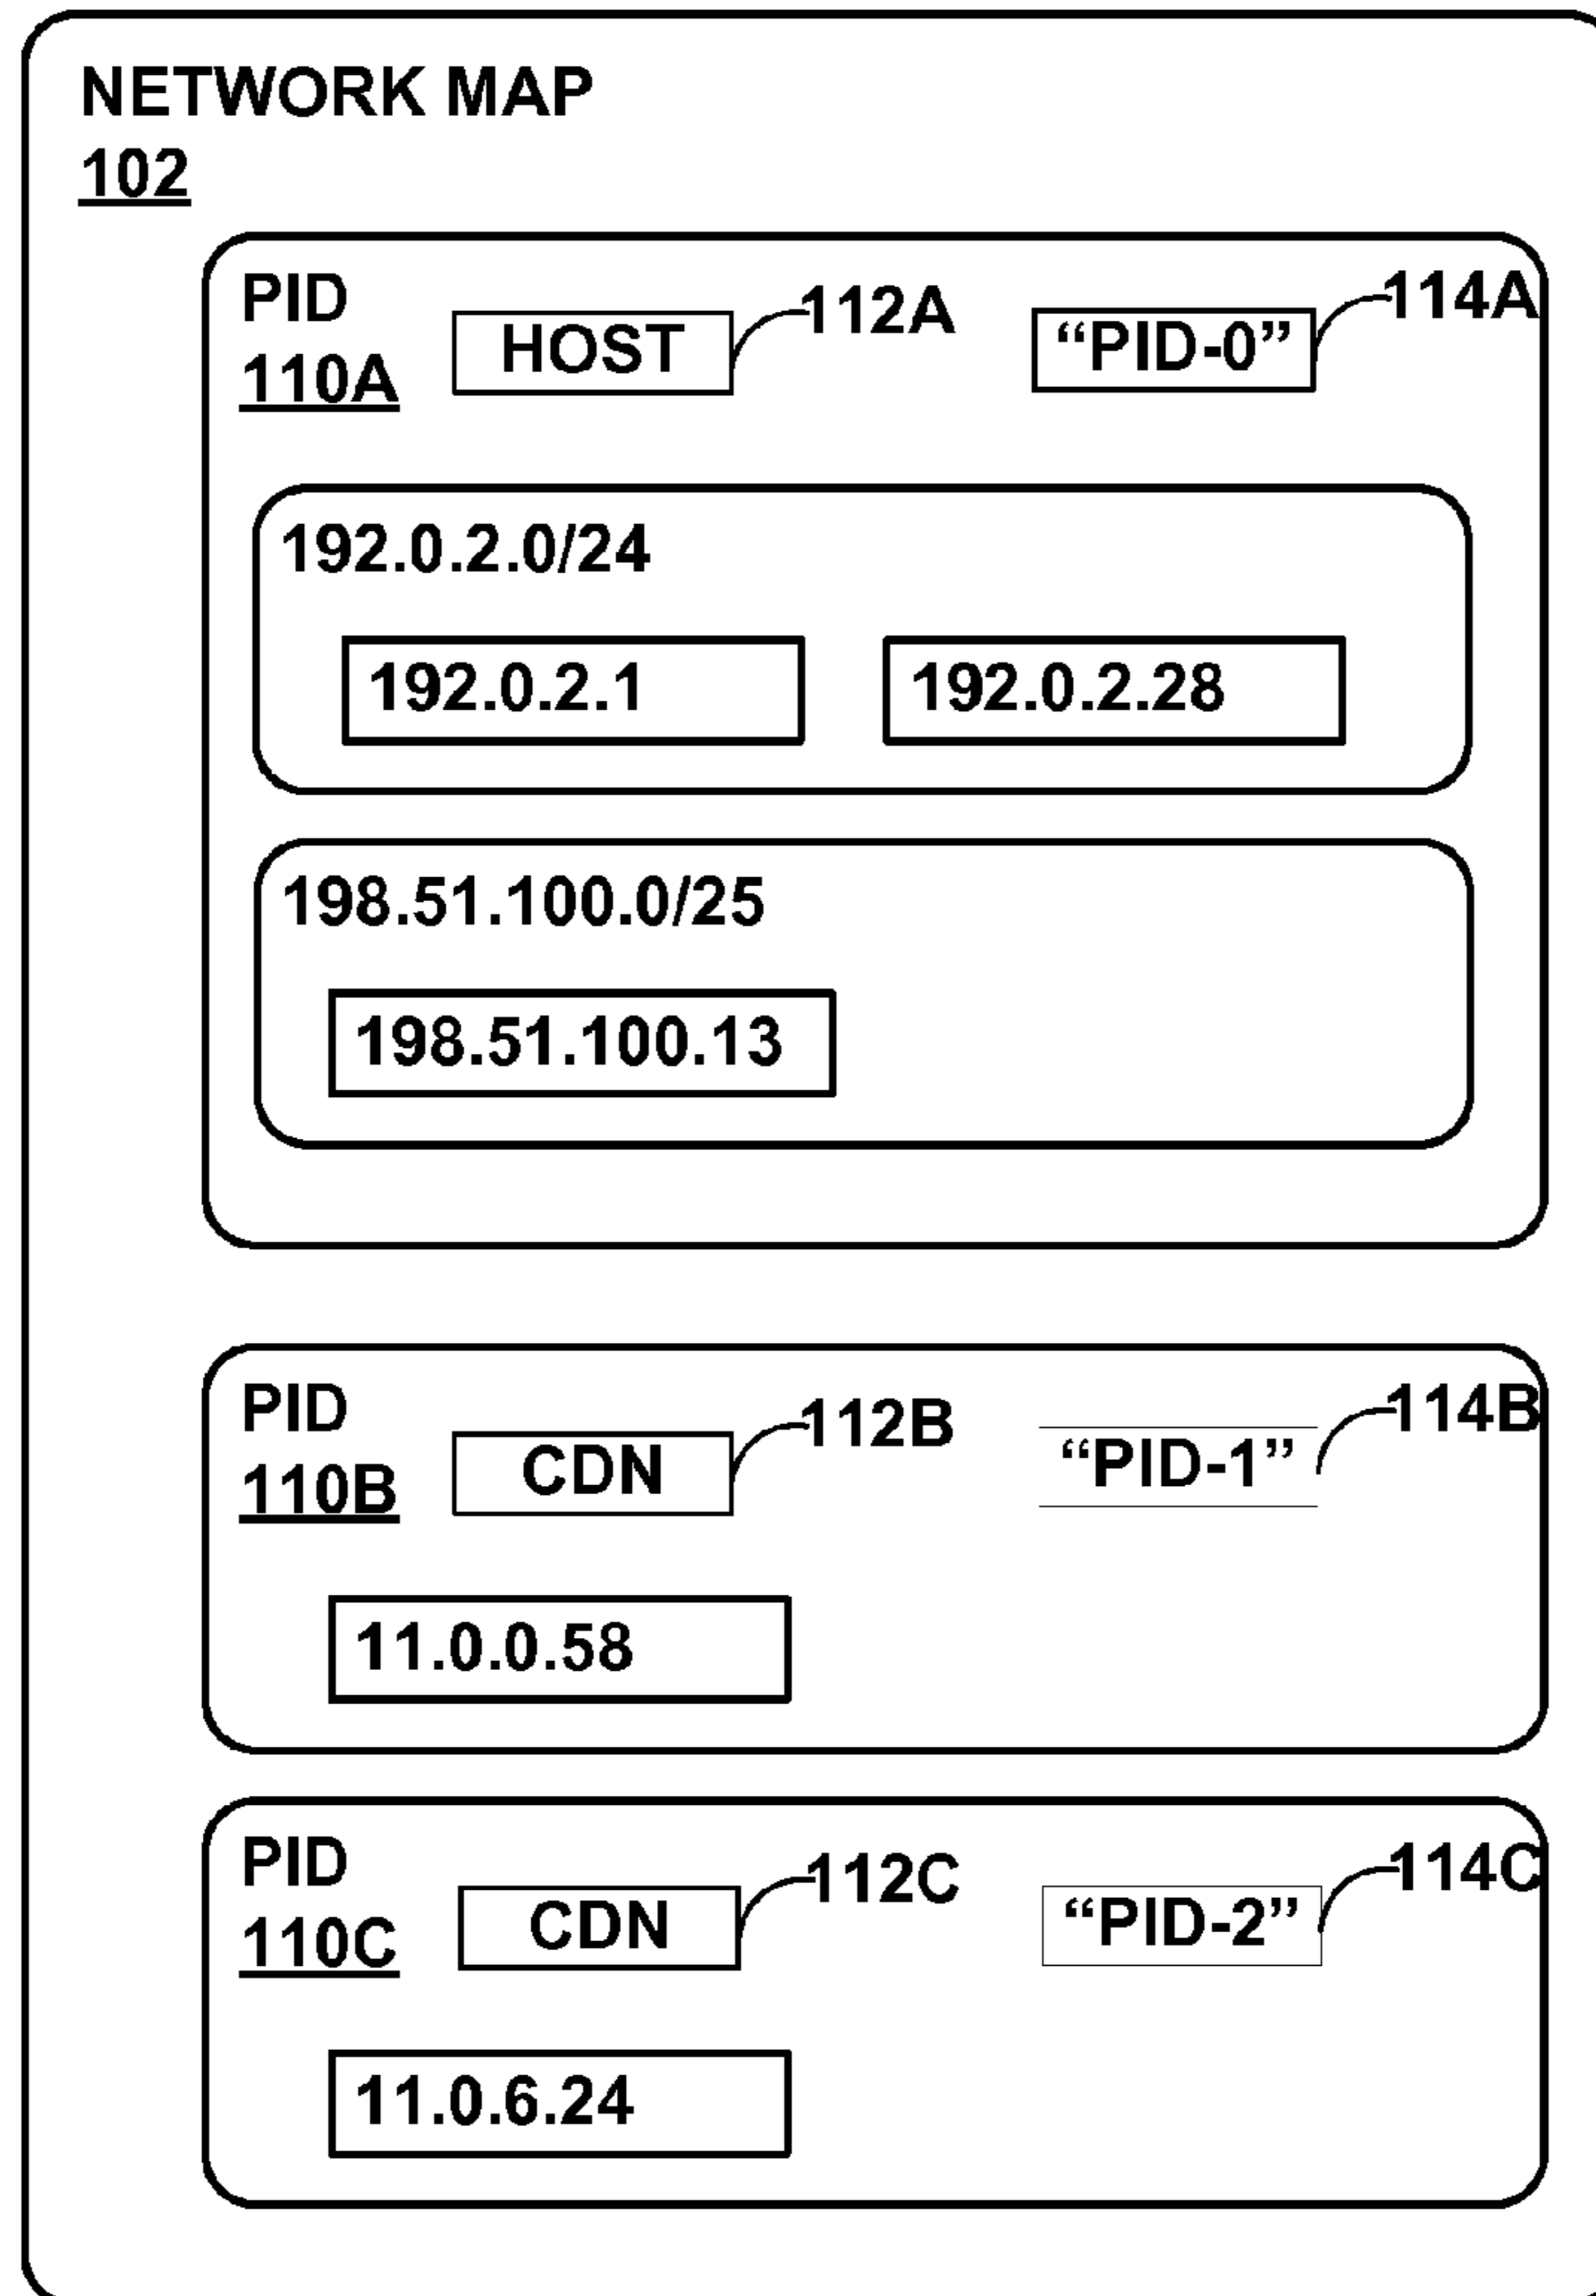 NETWORK MAP
102
PID
110A
HOST
112A
“PID-0”
114A
192.0.2.0/24
192.0.2.1
192.0.2.28
198.51.100.0/25
198.51.100.13
PID
110B
CDN
112B
“PID-1”
114B
11.0.0.58
PID
110C
CDN
112C
“PID-2”
114C
11.0.6.24